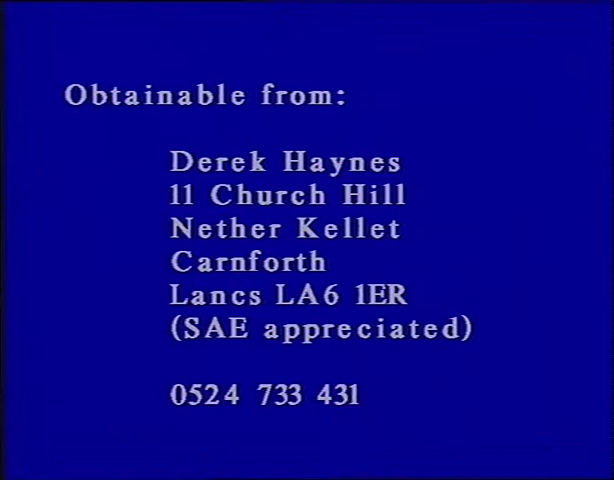 Obtainable from:
Derek Haynes
11 Church Hill
Nether Kellet
Carnforth
Lancs LA6 1ER
(SAE appreciated)
0524 733 431